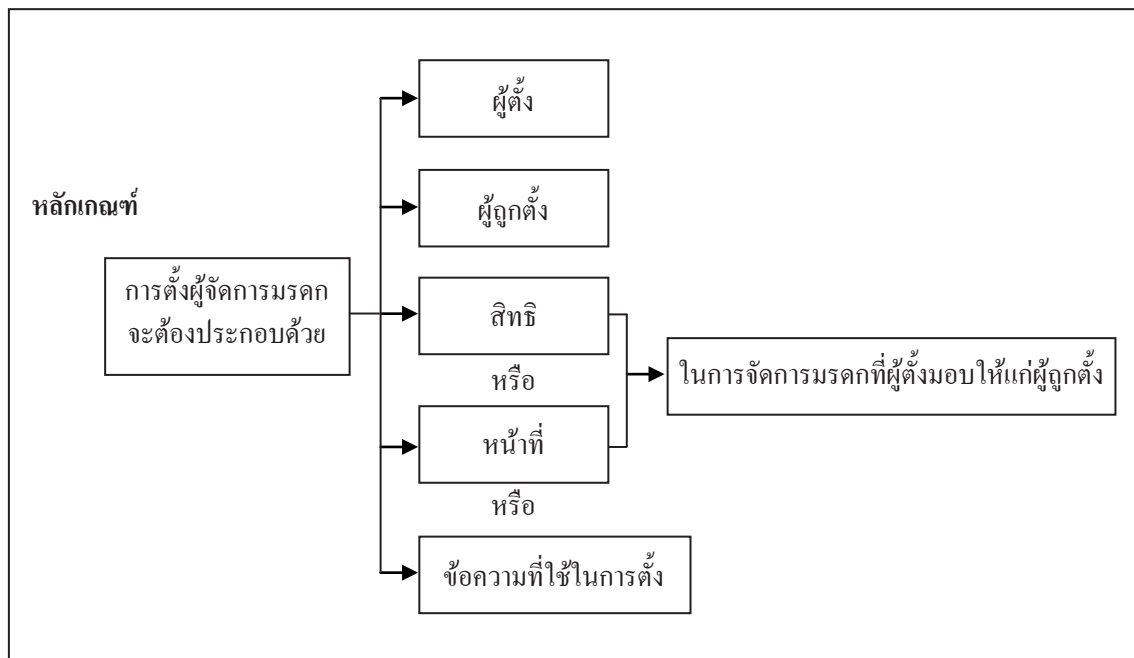 ผู้ตั้ง
ผู้ถูกตั้ง
หลักเกณฑ์
การตั้งผู้จัดการมรดก
จะต้องประกอบด้วย
สิทธิ
หรือ
ในการจัดการมรดกที่ผู้ตั้งมอบให้แก่ผู้ถูกตั้ง
หน้าที่
หรือ
ข้อความที่ใช้ในการตั้ง